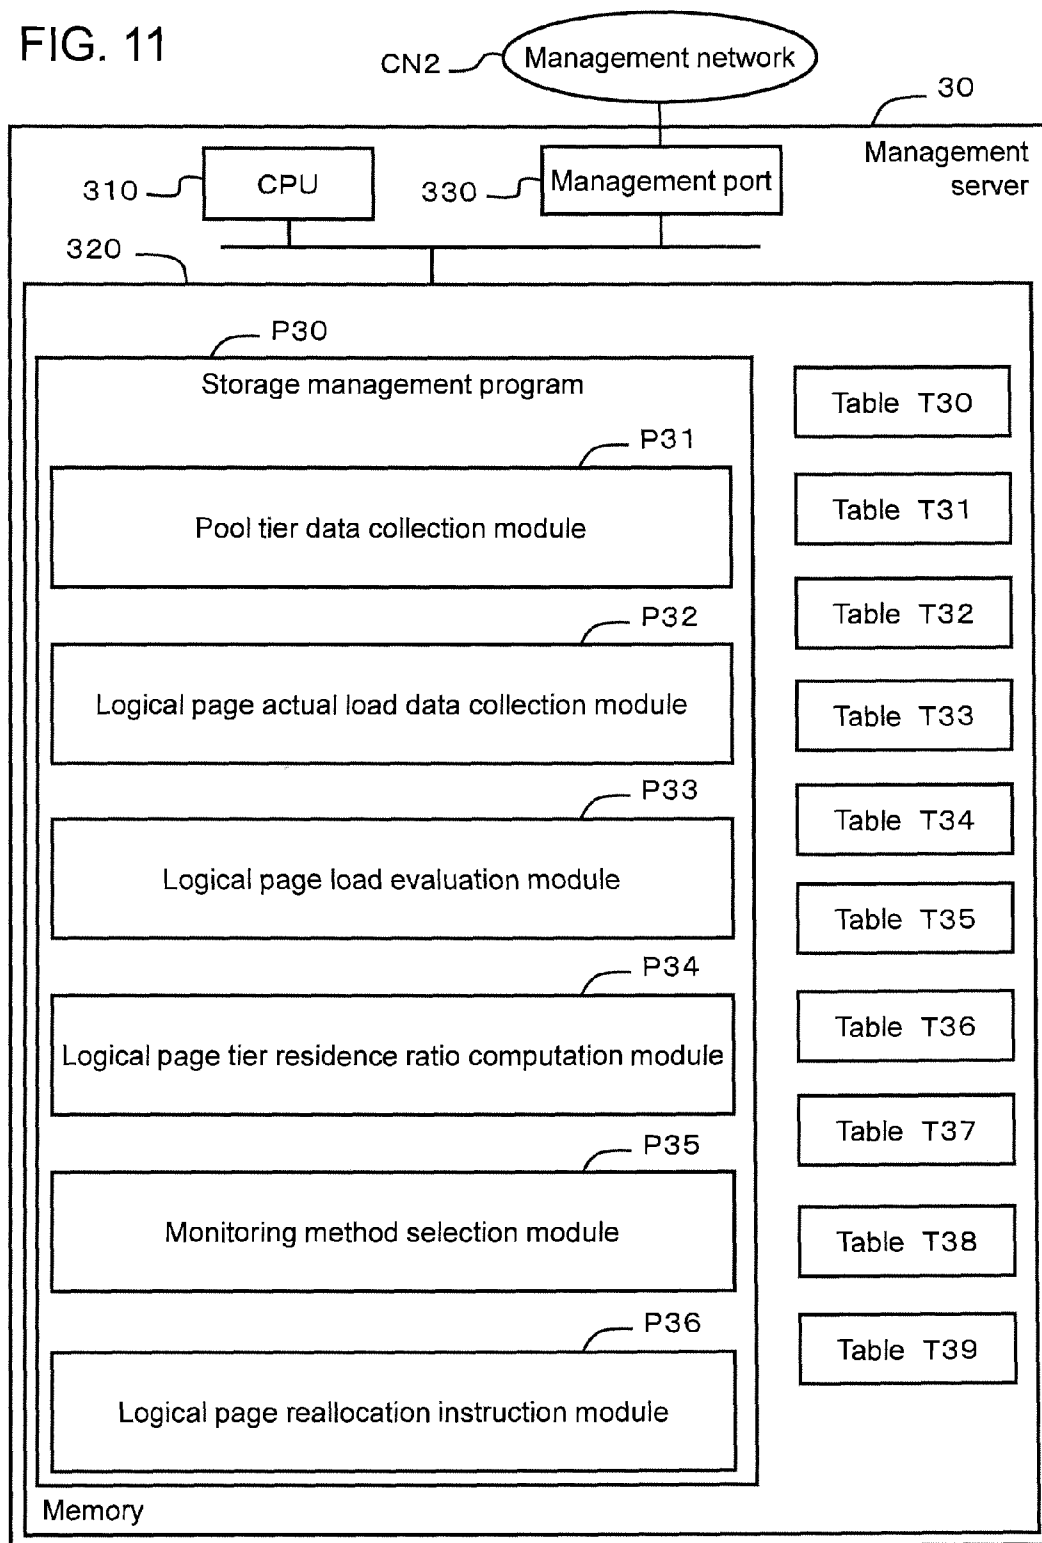 FIG. 11
CN2
Management network
30
Management
server
310
CPU
330
Management port
320
P30
Storage management program
P31
Pool tier data collection module
P32
Logical page actual load data collection module
P33
Logical page load evaluation module
P34
Logical page tier residence ratio computation module
P35
Monitoring method selection module
P36
Logical page reallocation instruction module
Table T30
Table T31
Table T32
Table T33
Table T34
Table T35
Table T36
Table T37
Table T38
Table T39
Memory